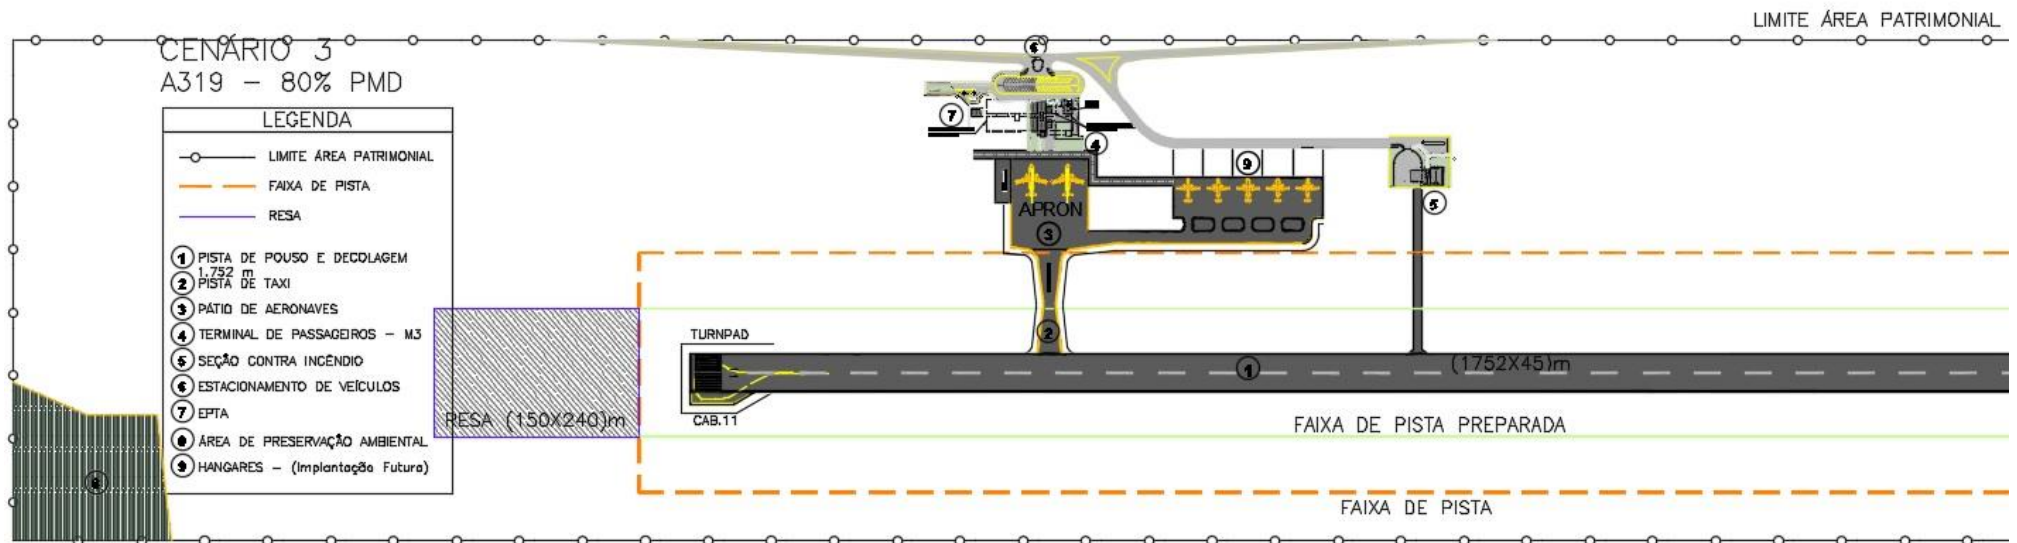 LIMITE ÁREA PATRIMONIAL
CENÁRIO 3
A319 - 80% PMD
LEGENDA
LIMITE ÁREA PATRIMONIAL
FAIXA DE PISTA
RESA
1 PISTA DE POUSO E DECOLAGEM
1.752 m
2 PISTA DE TAXI
3 PÁTIO DE AERONAVES
4 TERMINAL DE PASSAGEIROS - M3
5 SEÇÃO CONTRA INCÊNDIO
6 ESTACIONAMENTO DE VEÍCULOS
7 EPTA
8 ÁREA DE PRESERVAÇÃO AMBIENTAL
9 HANGARES - (Implantação Futura)
6
7
4
9
5
APRON
3
2
TURNPAD
1
(1752X45)m
RESA (150X240)m
CAB.11
FAIXA DE PISTA PREPARADA
8
FAIXA DE PISTA